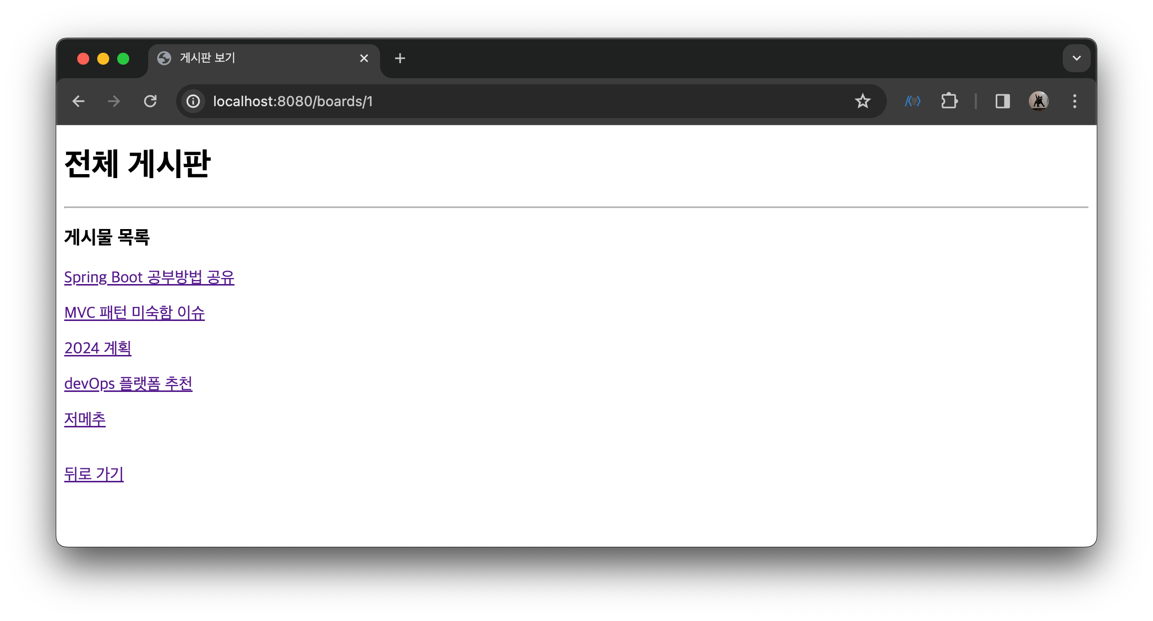 게시판 보기
localhost:8080/boards/1
전체 게시판
게시물 목록
Spring Boot 공부방법 공유
MVC 패턴 미숙함 이슈
2024 계획
devOps 플랫폼 추천
저메추
뒤로 가기